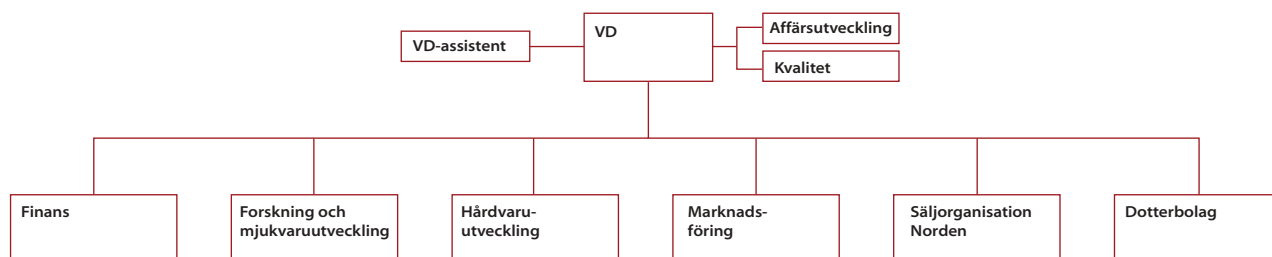 VD-assistent
VD
Affärsutveckling
Kvalitet
Finans
Forskning och
mjukvaruutveckling
Hårdvaru-
utveckling
Marknads-
föring
Säljorganisation
Norden
Dotterbolag